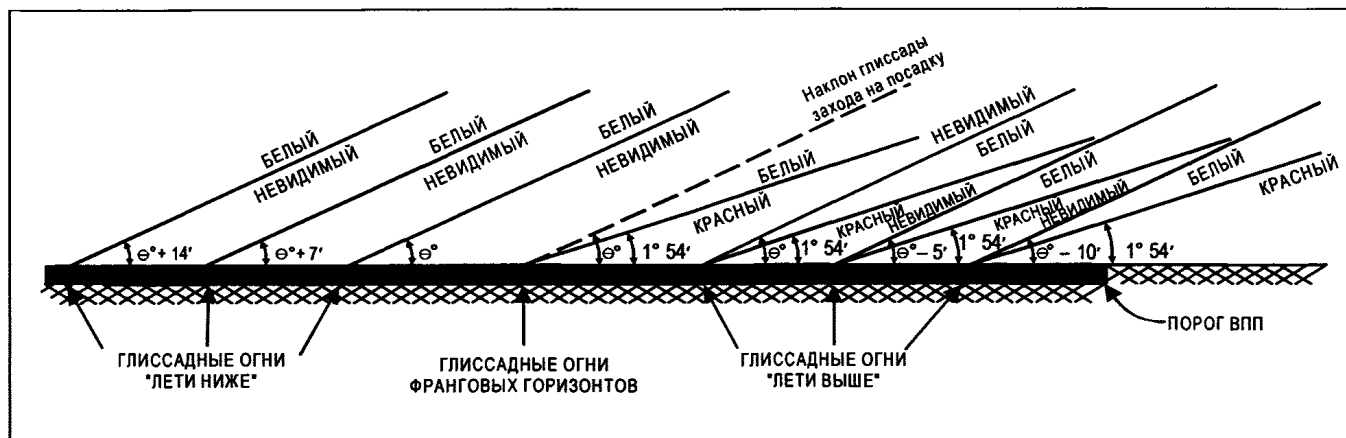 Наклон глиссады
захода на посадку
БЕЛЫЙ
НЕВИДИМЫЙ
БЕЛЫЙ
НЕВИДИМЫЙ
БЕЛЫЙ
НЕВИДИМЫЙ
БЕЛЫЙ
КРАСНЫЙ
НЕВИДИМЫЙ
БЕЛЫЙ
КРАСНЫЙ
НЕВИДИМЫЙ
БЕЛЫЙ
КРАСНЫЙ
НЕВИДИМЫЙ
БЕЛЫЙ
КРАСНЫЙ
Θ°+ 14′
Θ°+ 7′
Θ°
Θ°
1° 54′
Θ°
1° 54′
Θ°– 5′
1° 54′
Θ°– 10′
1° 54′
ПОРОГ ВПП
ГЛИССАДНЫЕ ОГНИ
"ЛЕТИ НИЖЕ"
ГЛИССАДНЫЕ ОГНИ
ФРАНГОВЫХ ГОРИЗОНТОВ
ГЛИССАДНЫЕ ОГНИ
"ЛЕТИ ВЫШЕ"